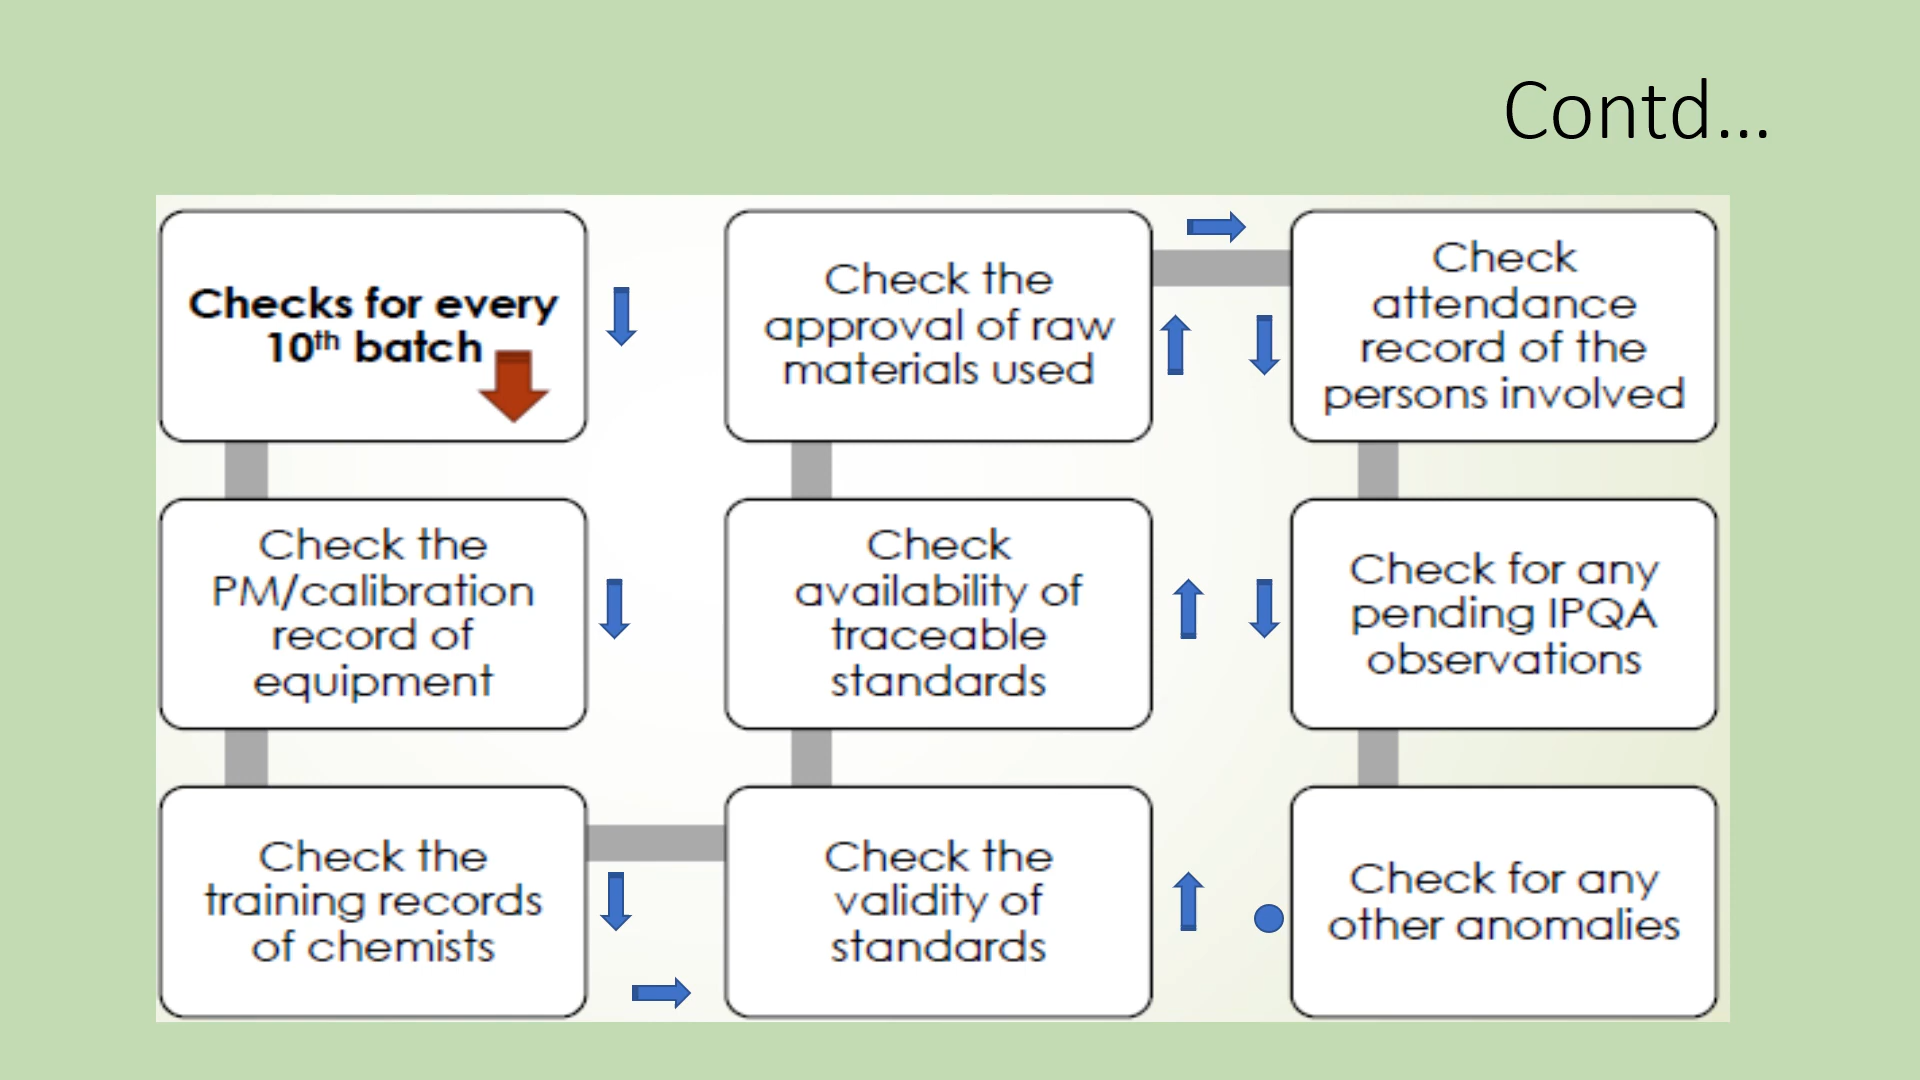 Contd...
Checks for every
10th batch
Check the
PM/calibration
record of
equipment
Check the
training records
of chemists
Check the
validity of
standards
Check
availability of
traceable
standards
Check the
approval of raw
materials used
Check
attendance
record of the
persons involved
Check for any
pending IPQA
observations
Check for any
other anomalies